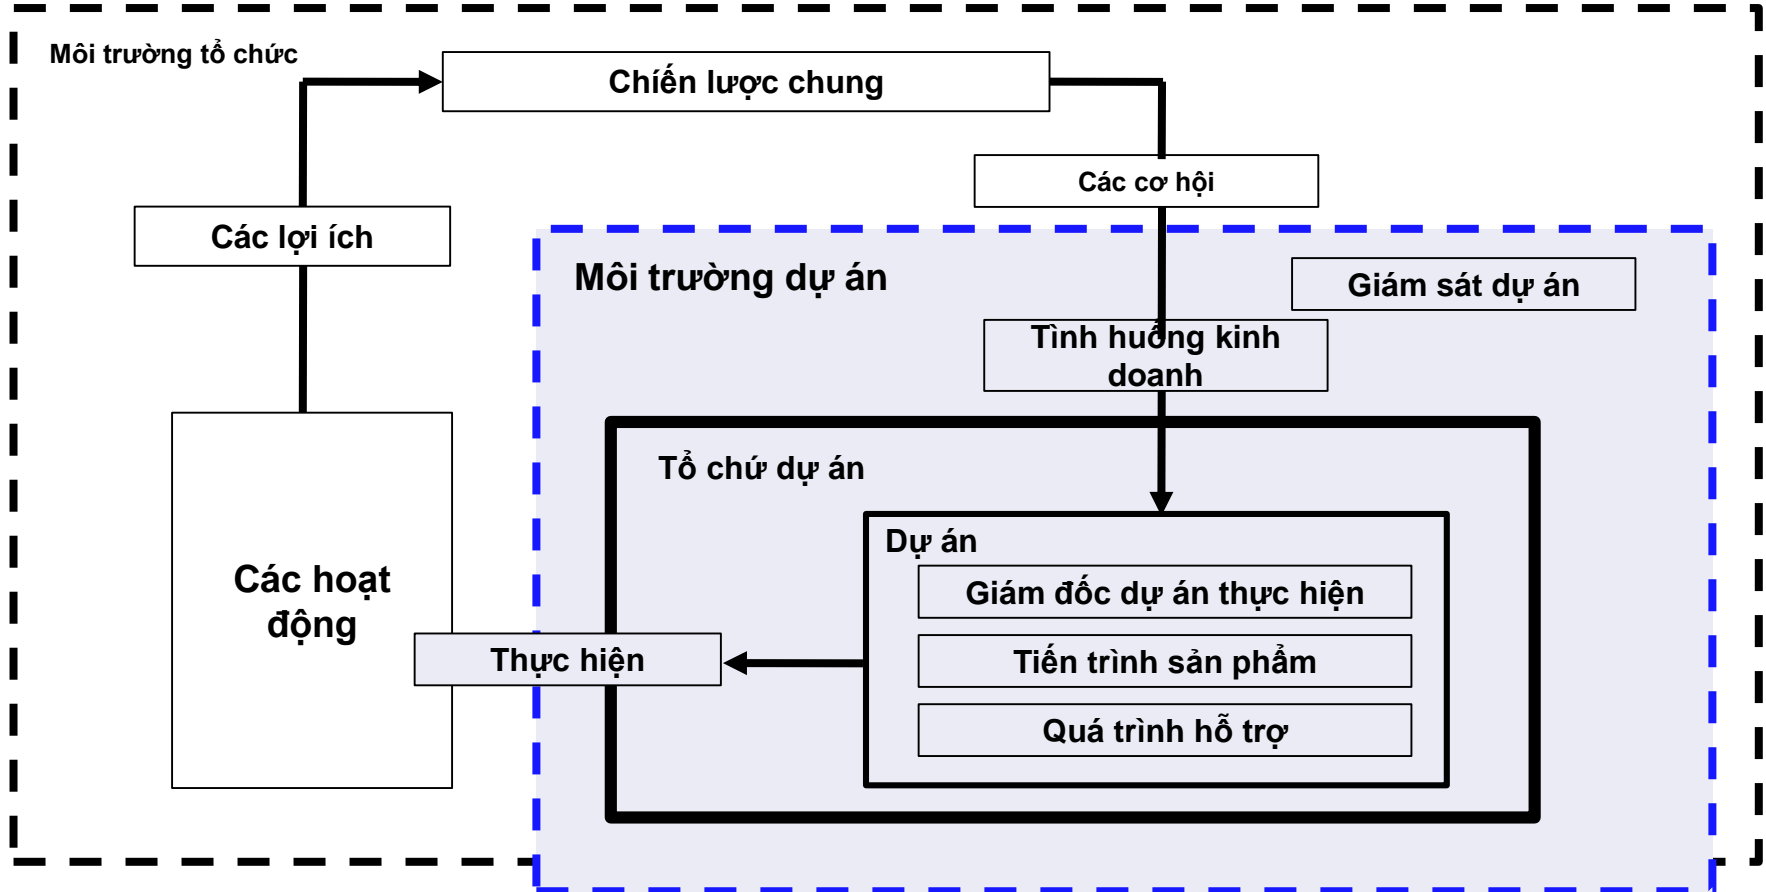 Môi trường tổ chức
Chíến lược chung
Các cơ hội
Các lợi ích
Môi trường dự án
Giám sát dự án
Tình huống kinh
doanh
Tổ chứ dự án
Dự án
Các hoạt
động
Giám đốc dự án thực hiện
Thực hiện
Tiến trình sản phẩm
Quá trình hỗ trợ